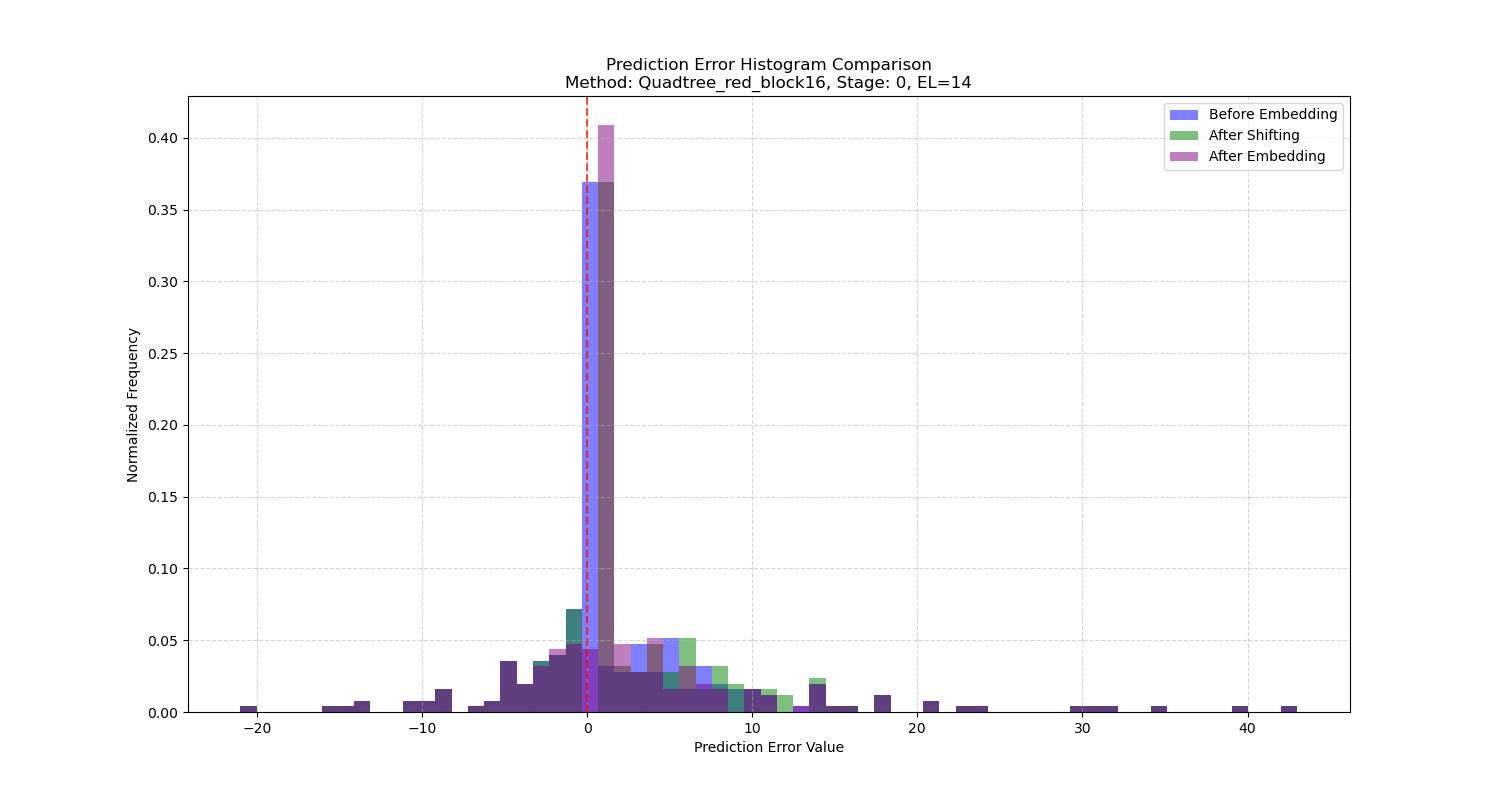 Prediction Error Histogram Comparison
Method: Quadtree_red_block16, Stage: 0, EL=14
Before Embedding
After Shifting
After Embedding
Normalized Frequency
0.40
0.35
0.30
0.25
0.20
0.15
0.10
0.05
0.00
−20
−10
0
10
20
30
40
Prediction Error Value